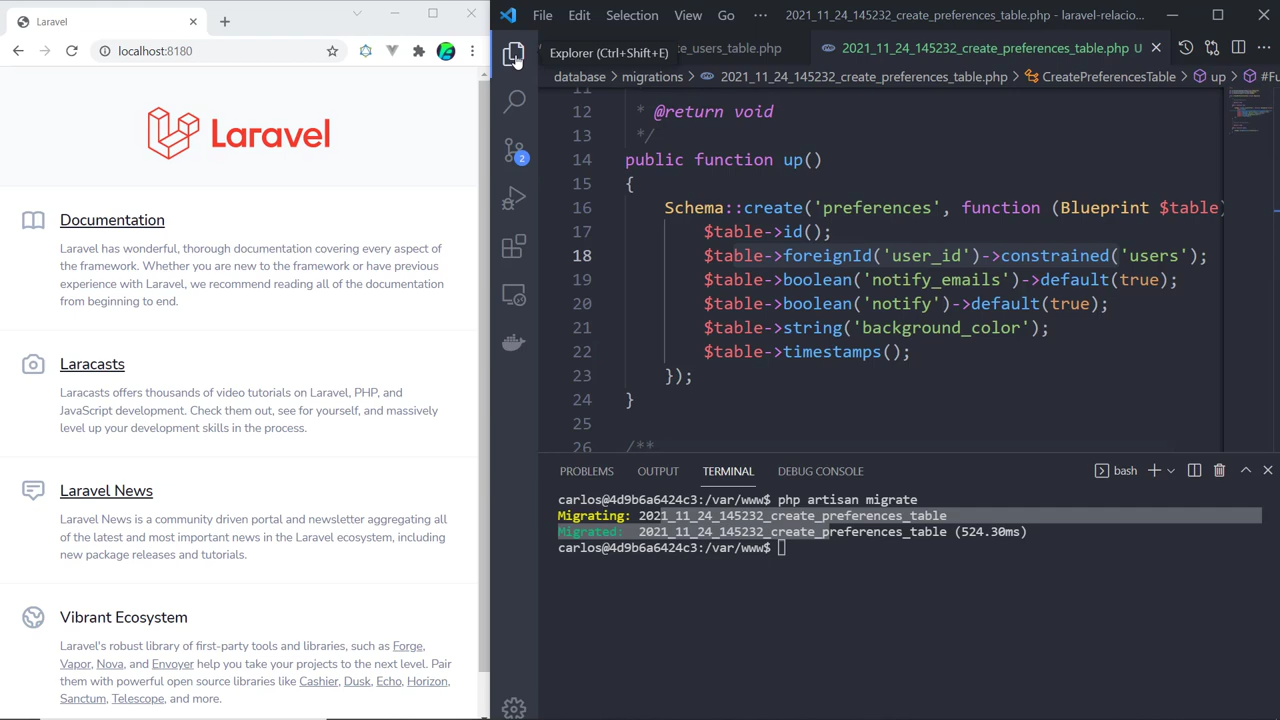 Laravel
localhost:8180
Laravel
Documentation
Laravel has wonderful, thorough documentation covering every aspect of
the framework. Whether you are new to the framework or have previous
experience with Laravel, we recommend reading all of the documentation
from beginning to end.
Laracasts
Laracasts offers thousands of video tutorials on Laravel, PHP, and
JavaScript development. Check them out, see for yourself, and massively
level up your development skills in the process.
Laravel News
Laravel News is a community driven portal and newsletter aggregating all
of the latest and most important news in the Laravel ecosystem, including
new package releases and tutorials.
Vibrant Ecosystem
Laravel's robust library of first-party tools and libraries, such as Forge,
Vapor, Nova, and Envoyer help you take your projects to the next level. Pair
them with powerful open source libraries like Cashier, Dusk, Echo, Horizon,
Sanctum, Telescope, and more.
File Edit Selection View Go ··· 2021_11_24_145232_create_preferences_table.php - laravel-relacio...
Explorer (Ctrl+Shift+E)
te_users_table.php 2021_11_24_145232_create_preferences_table.php U
database > migrations > 2021_11_24_145232_create_preferences_table.php > CreatePreferencesTable > up > #Fu
2
11
12 * @return void
13 */
14 public function up()
15 {
16 Schema::create('preferences', function (Blueprint $table)
17 $table->id();
18 $table->foreignId('user_id')->constrained('users');
19 $table->boolean('notify_emails')->default(true);
20 $table->boolean('notify')->default(true);
21 $table->string('background_color');
22 $table->timestamps();
23 });
24 }
25
26 /**
PROBLEMS OUTPUT TERMINAL DEBUG CONSOLE bash
carlos@4d9b6a6424c3:/var/www$ php artisan migrate
Migrating: 2021_11_24_145232_create_preferences_table
Migrated: 2021_11_24_145232_create_preferences_table (524.30ms)
carlos@4d9b6a6424c3:/var/www$